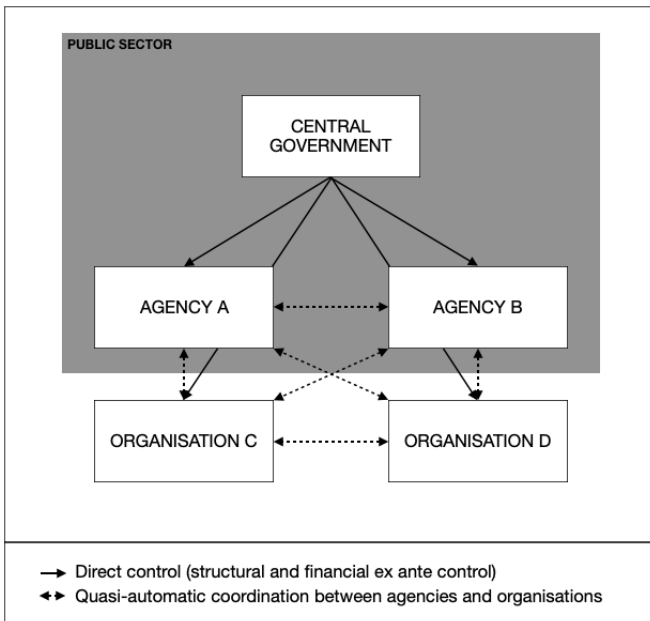 PUBLIC SECTOR
CENTRAL
GOVERNMENT
AGENCY A
AGENCY B
ORGANISATION C
ORGANISATION D
Direct control (structural and financial ex ante control)
Quasi-automatic coordination between agencies and organisations